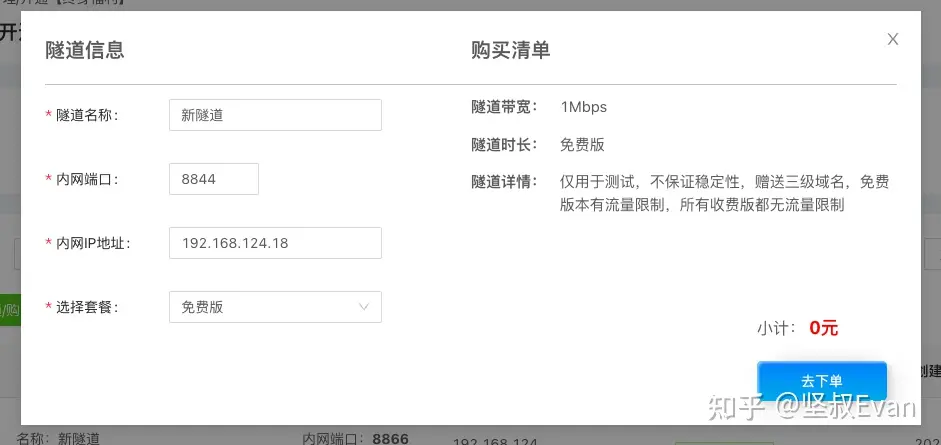 开
隧道信息
购买清单
* 隧道名称：
新隧道
隧道带宽：
1Mbps
隧道时长：
免费版
* 内网端口：
8844
隧道详情：
仅用于测试，不保证稳定性，赠送三级域名，免费
版本有流量限制，所有收费版都无流量限制
* 内网IP地址：
192.168.124.18
* 选择套餐：
免费版
小计：
0元
去下单
创建
知乎 @坚叔Evan
名称：新隧道
内网端口：8866
192.168.124